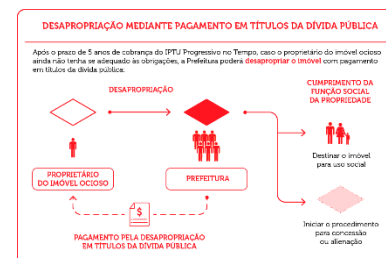 DESAPROPRIAÇÃO MEDIANTE PAGAMENTO EM TÍTULOS DA DÍVIDA PÚBLICA
Após o prazo de 5 anos de cobrança do IPTU Progressivo no Tempo, caso o proprietário do imóvel ocioso
ainda não tenha se adequado às obrigações, a Prefeitura poderá desapropriar o imóvel com pagamento
em títulos da dívida pública:
DESAPROPRIAÇÃO
CUMPRIMENTO DA
FUNÇÃO SOCIAL
DA PROPRIEDADE
Destinar o imóvel
para uso social
PROPRIETÁRIO
DO IMÓVEL OCIOSO
PREFEITURA
$
PAGAMENTO PELA DESAPROPRIAÇÃO
EM TÍTULOS DA DÍVIDA PÚBLICA
Iniciar o procedimento
para concessão
ou alienação